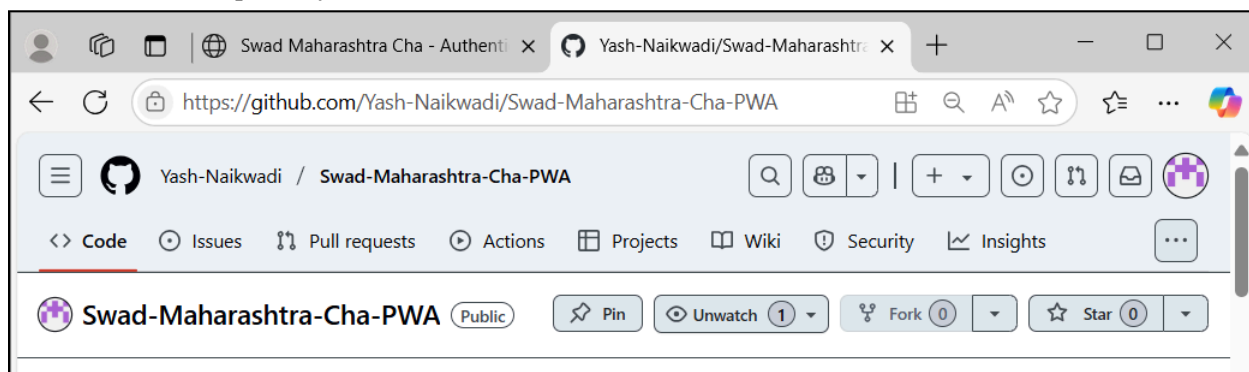 Swad Maharashtra Cha - Authenti
Yash-Naikwadi/Swad-Maharashtra
https://github.com/Yash-Naikwadi/Swad-Maharashtra-Cha-PWA
Yash-Naikwadi / Swad-Maharashtra-Cha-PWA
<> Code Issues Pull requests Actions Projects Wiki Security Insights
Swad-Maharashtra-Cha-PWA Public Pin Unwatch 1 Fork 0 Star 0